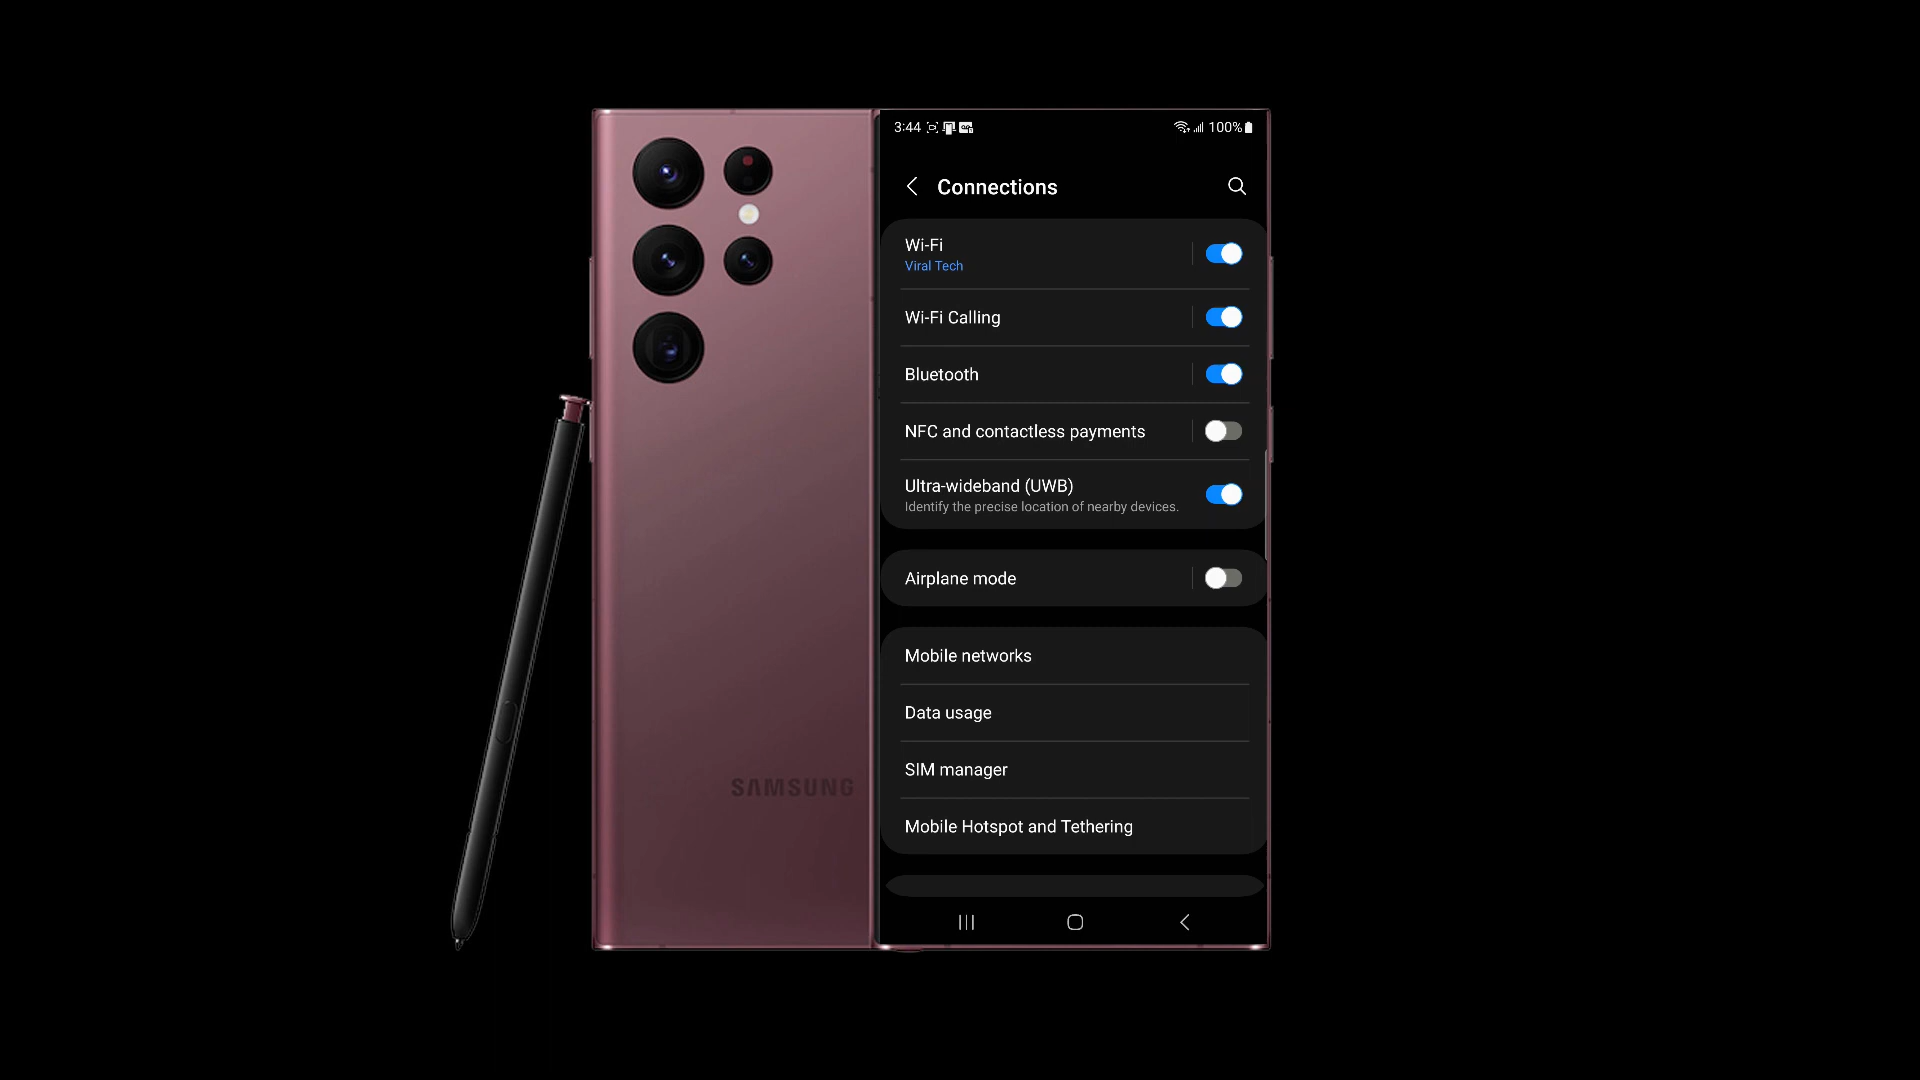 3:44
100%
Connections
Wi-Fi
Viral Tech
Wi-Fi Calling
Bluetooth
NFC and contactless payments
Ultra-wideband (UWB)
Identify the precise location of nearby devices.
Airplane mode
Mobile networks
Data usage
SIM manager
Mobile Hotspot and Tethering
SAMSUNG